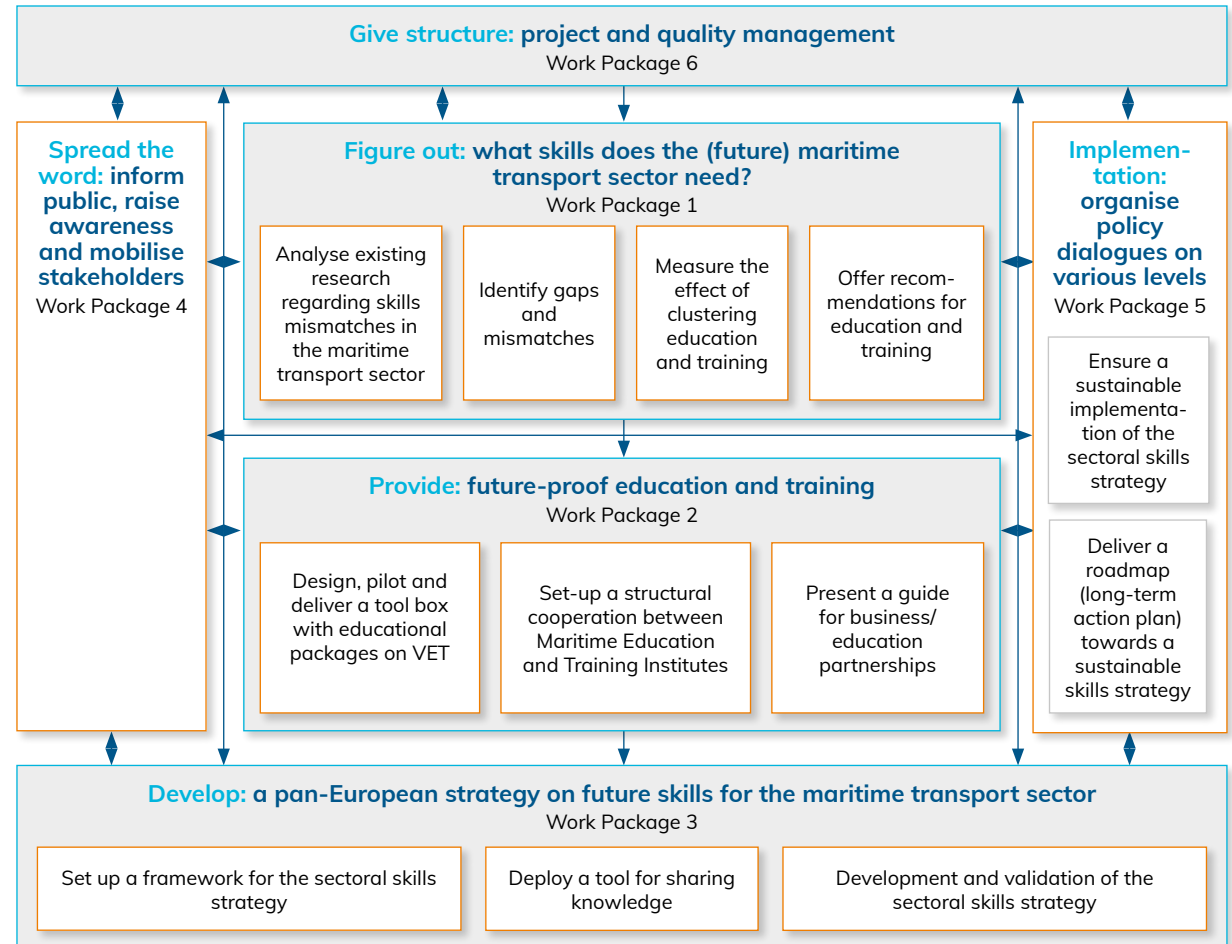 Give structure: project and quality management
Work Package 6
Spread the
word: inform
public, raise
awareness
and mobilise
stakeholders
Work Package 4
Figure out: what skills does the (future) maritime
transport sector need?
Work Package 1
Analyse existing
research
regarding skills
mismatches in
the maritime
transport sector
Identify gaps
and
mismatches
Measure the
effect of
clustering
education
and training
Offer recom-
mendations for
education and
training
Implemen-
tation:
organise
policy
dialogues on
various levels
Work Package 5
Ensure a
sustainable
implementa-
tion of the
sectoral skills
strategy
Deliver a
roadmap
(long-term
action plan)
towards a
sustainable
skills strategy
Provide: future-proof education and training
Work Package 2
Design, pilot and
deliver a tool box
with educational
packages on VET
Set-up a structural
cooperation between
Maritime Education
and Training Institutes
Present a guide
for business/
education
partnerships
Develop: a pan-European strategy on future skills for the maritime transport sector
Work Package 3
Set up a framework for the sectoral skills
strategy
Deploy a tool for sharing
knowledge
Development and validation of the
sectoral skills strategy